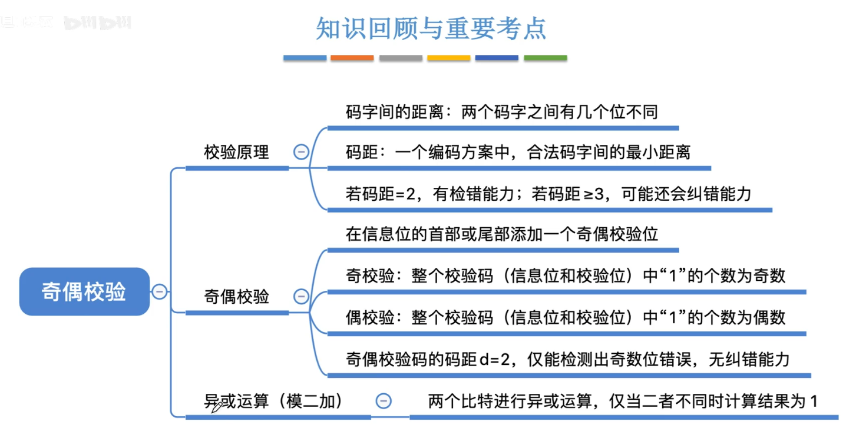 知识回顾与重要考点
码字间的距离：两个码字之间有几个位不同
校验原理
码距：一个编码方案中，合法码字间的最小距离
若码距=2，有检错能力；若码距≥3，可能还会纠错能力
在信息位的首部或尾部添加一个奇偶校验位
奇偶校验
奇偶校验
奇校验：整个校验码（信息位和校验位）中“1”的个数为奇数
偶校验：整个校验码（信息位和校验位）中“1”的个数为偶数
奇偶校验码的码距d=2，仅能检测出奇数位错误，无纠错能力
异或运算（模二加）
两个比特进行异或运算，仅当二者不同时计算结果为1